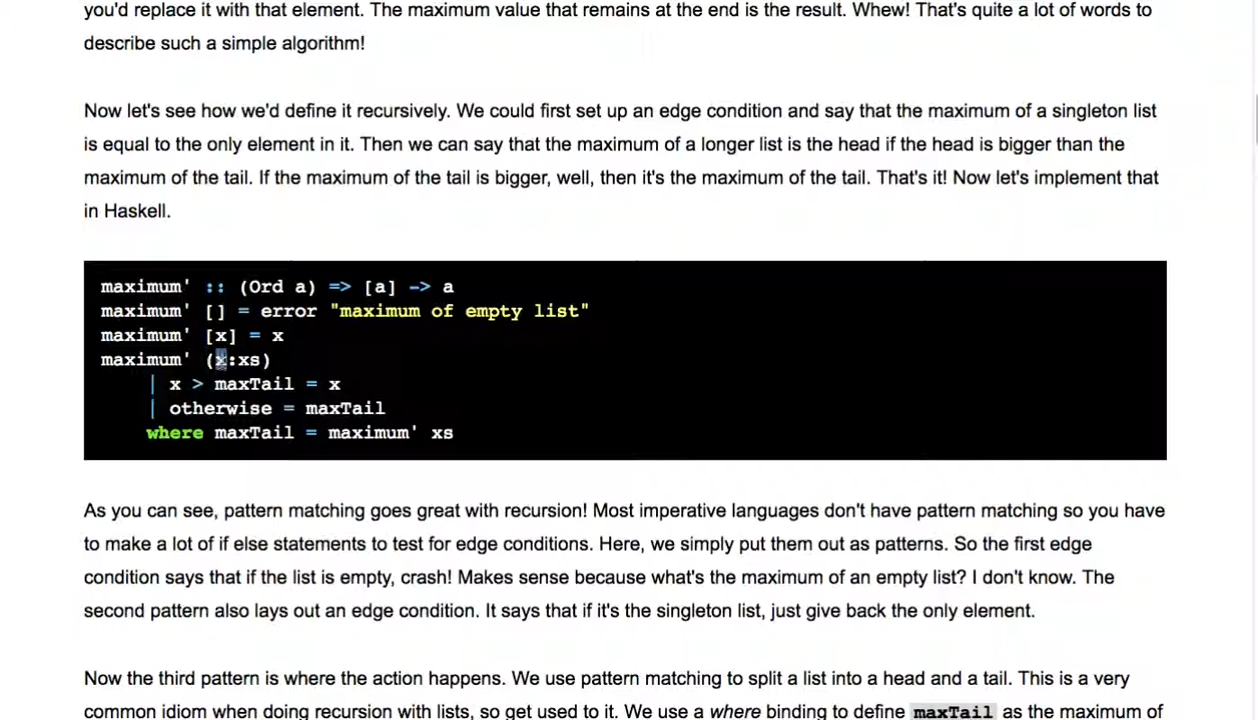 you'd replace it with that element. The maximum value that remains at the end is the result. Whew! That's quite a lot of words to
describe such a simple algorithm!
Now let's see how we'd define it recursively. We could first set up an edge condition and say that the maximum of a singleton list
is equal to the only element in it. Then we can say that the maximum of a longer list is the head if the head is bigger than the
maximum of the tail. If the maximum of the tail is bigger, well, then it's the maximum of the tail. That's it! Now let's implement that
in Haskell.
maximum' :: (Ord a) => [a] -> a
maximum' [] = error "maximum of empty list"
maximum' [x] = x
maximum' (x:xs)
    | x > maxTail = x
    | otherwise = maxTail
    where maxTail = maximum' xs
As you can see, pattern matching goes great with recursion! Most imperative languages don't have pattern matching so you have
to make a lot of if else statements to test for edge conditions. Here, we simply put them out as patterns. So the first edge
condition says that if the list is empty, crash! Makes sense because what's the maximum of an empty list? I don't know. The
second pattern also lays out an edge condition. It says that if it's the singleton list, just give back the only element.
Now the third pattern is where the action happens. We use pattern matching to split a list into a head and a tail. This is a very
common idiom when doing recursion with lists, so get used to it. We use a where binding to define maxTail as the maximum of